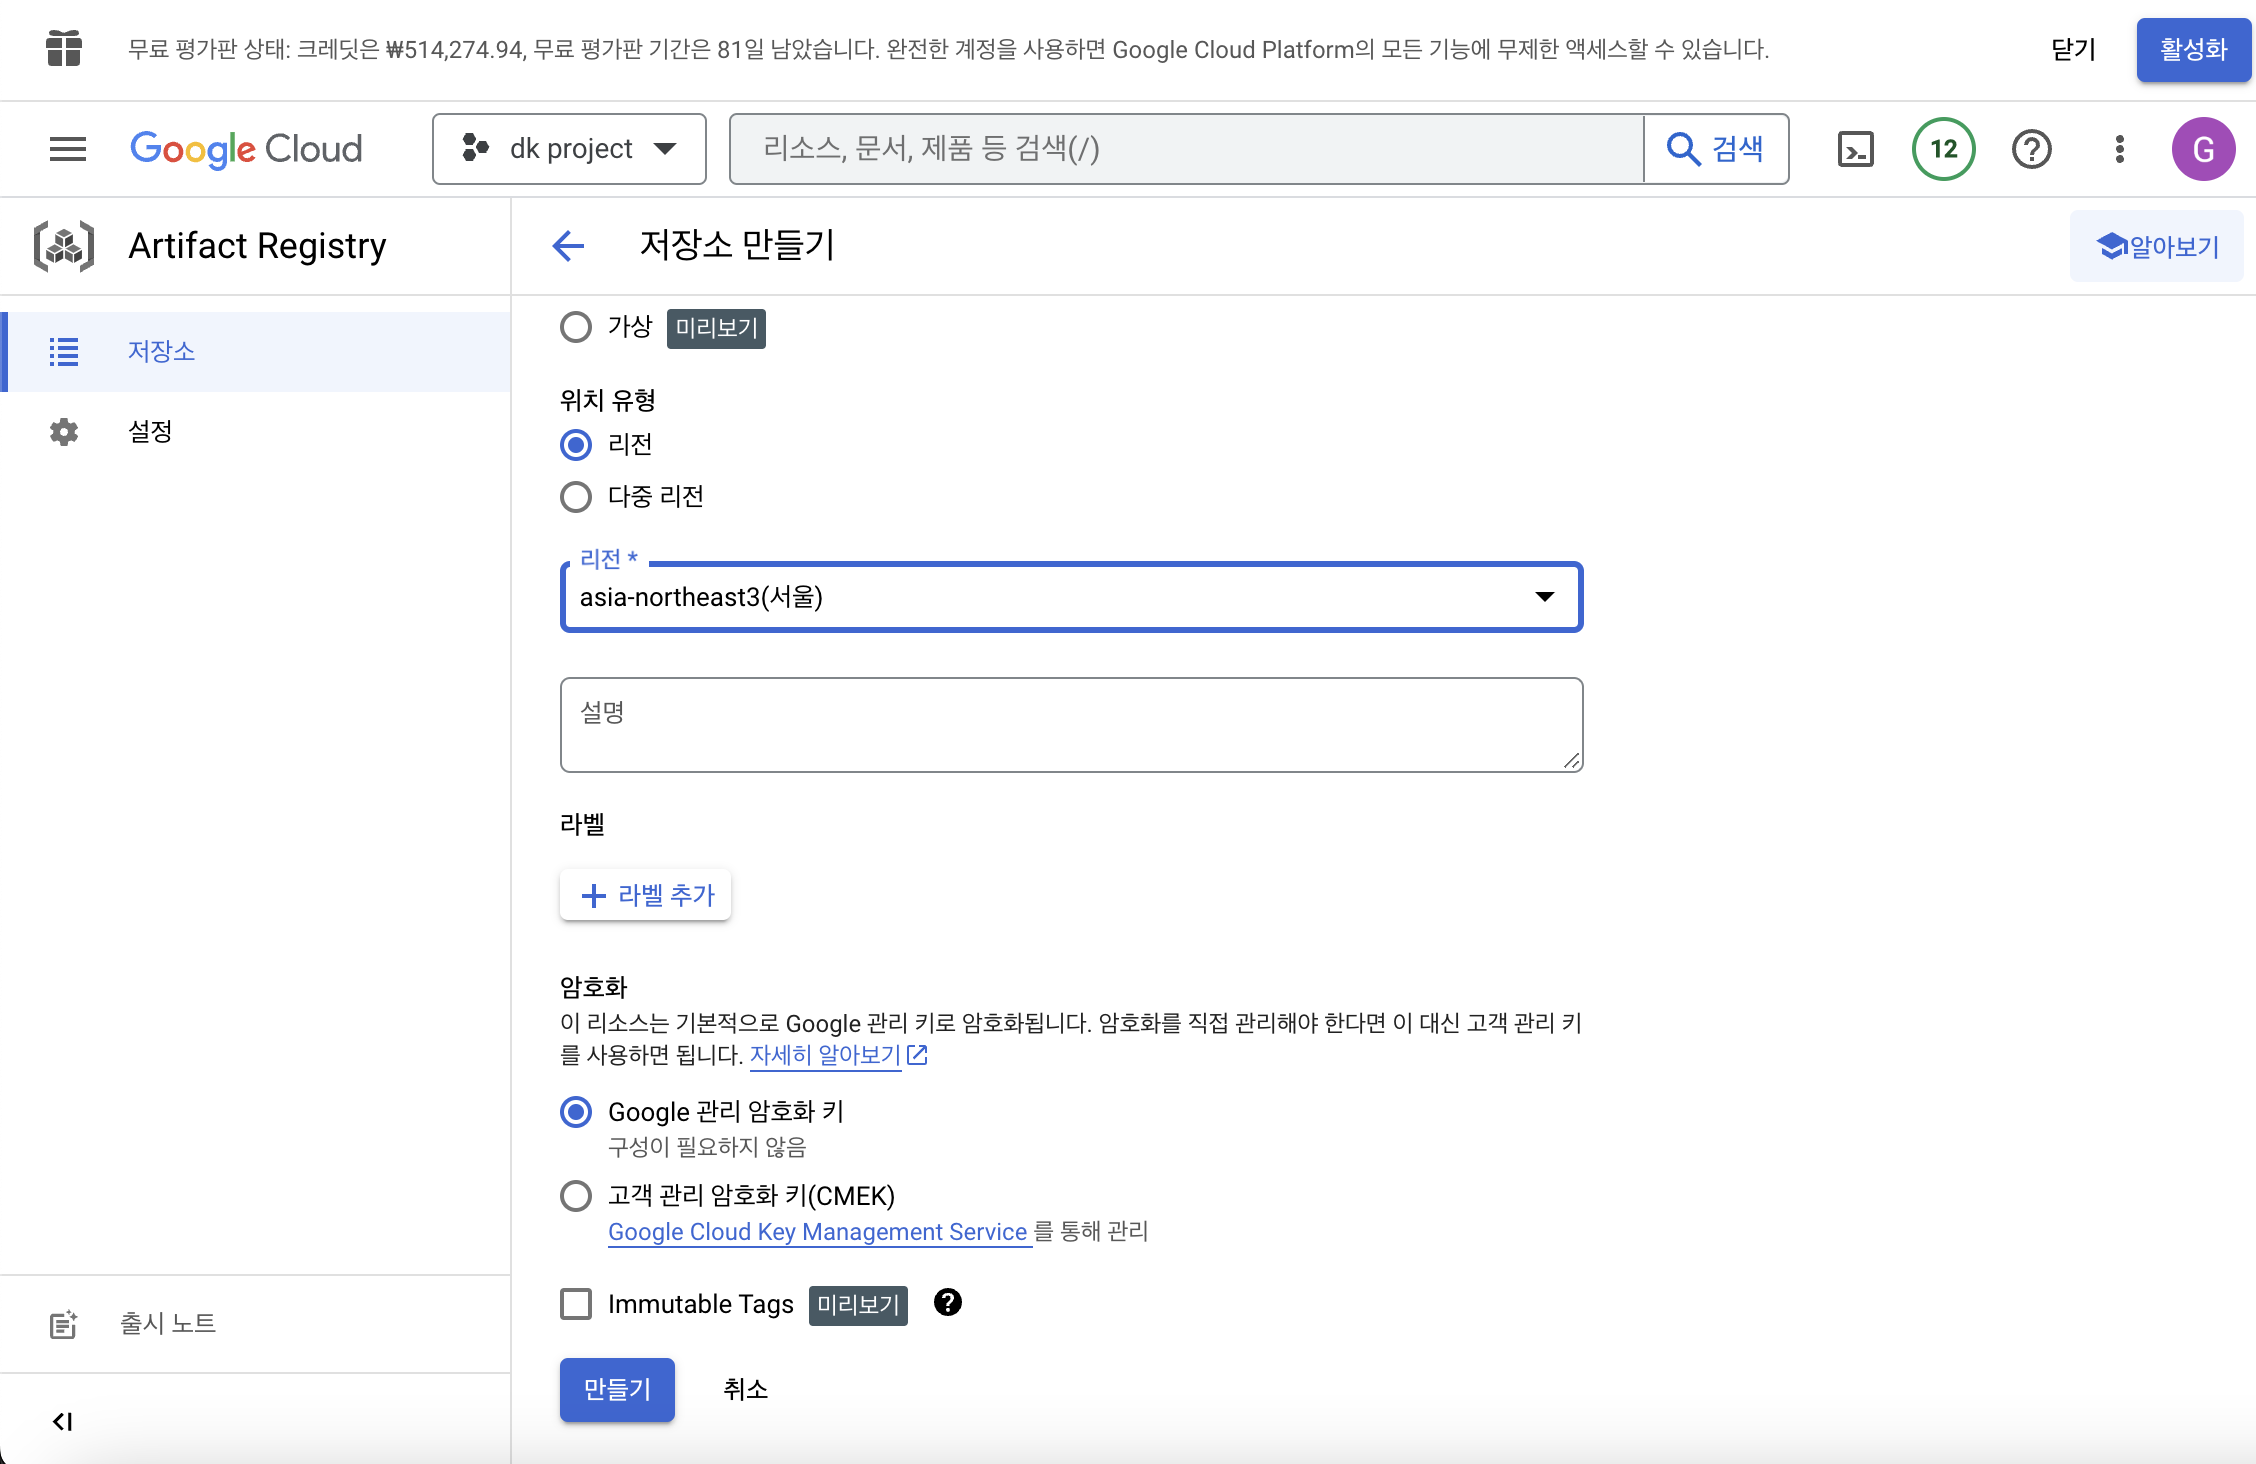 무료 평가판 상태: 크레딧은 ₩514,274.94, 무료 평가판 기간은 81일 남았습니다. 완전한 계정을 사용하면 Google Cloud Platform의 모든 기능에 무제한 액세스할 수 있습니다.
닫기
활성화
Google Cloud
dk project
리소스, 문서, 제품 등 검색(/)
검색
12
G
Artifact Registry
저장소 만들기
알아보기
저장소
설정
가상 미리보기
위치 유형
리전
다중 리전
리전 *
asia-northeast3(서울)
설명
라벨
라벨 추가
암호화
이 리소스는 기본적으로 Google 관리 키로 암호화됩니다. 암호화를 직접 관리해야 한다면 이 대신 고객 관리 키
를 사용하면 됩니다. 자세히 알아보기
Google 관리 암호화 키
구성이 필요하지 않음
고객 관리 암호화 키(CMEK)
Google Cloud Key Management Service 를 통해 관리
Immutable Tags 미리보기
만들기
취소
출시 노트